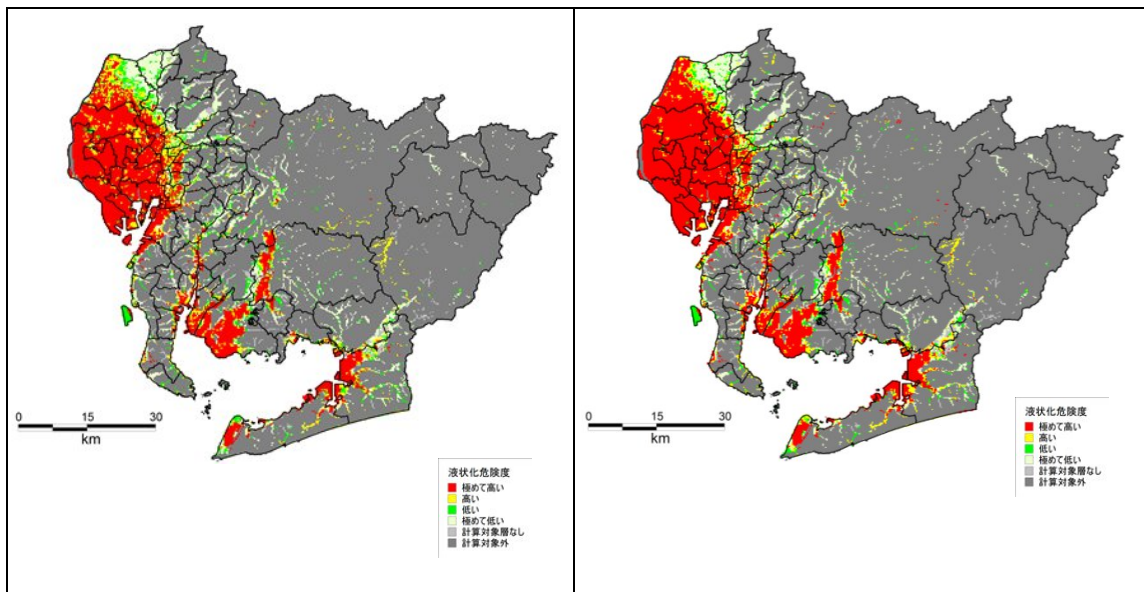 0 15 30
km
液状化危険度
極めて高い
高い
低い
極めて低い
計算対象層なし
計算対象外
0 15 30
km
液状化危険度
極めて高い
高い
低い
極めて低い
計算対象層なし
計算対象外